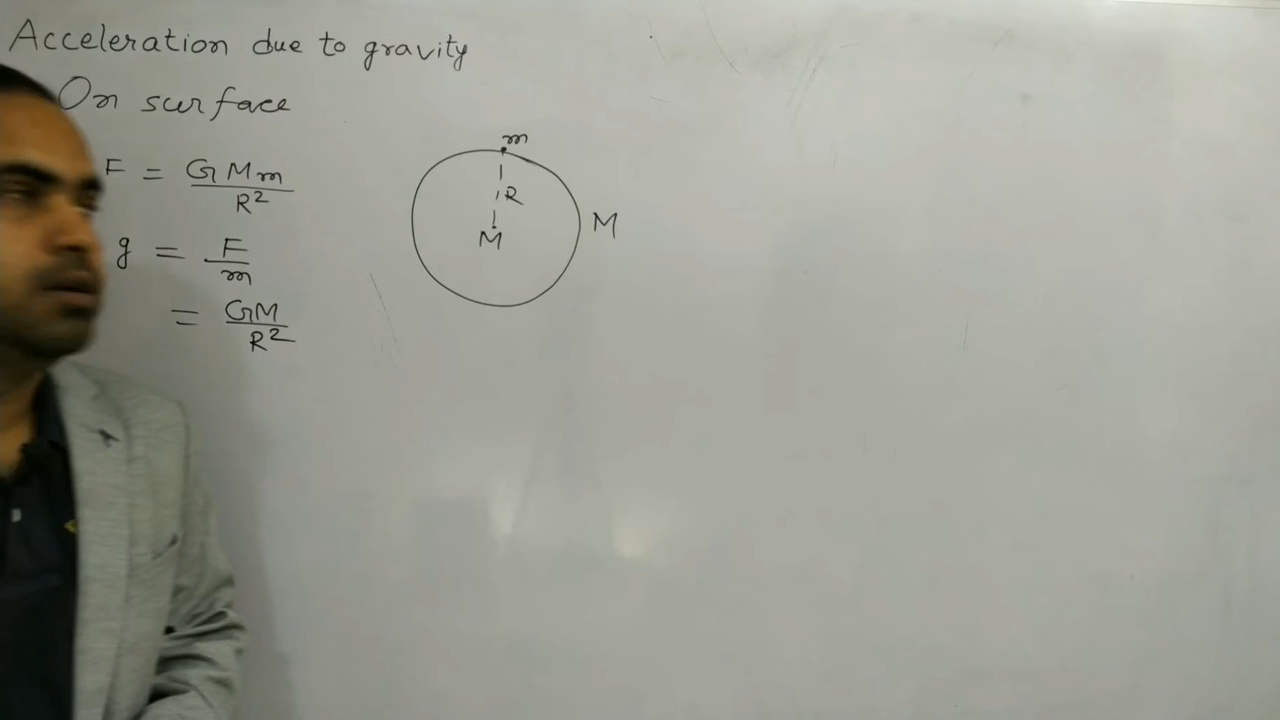 Acceleration due to gravity
On surface
F = GMm/R²
g = F/m
= GM/R²
m
R
M
M